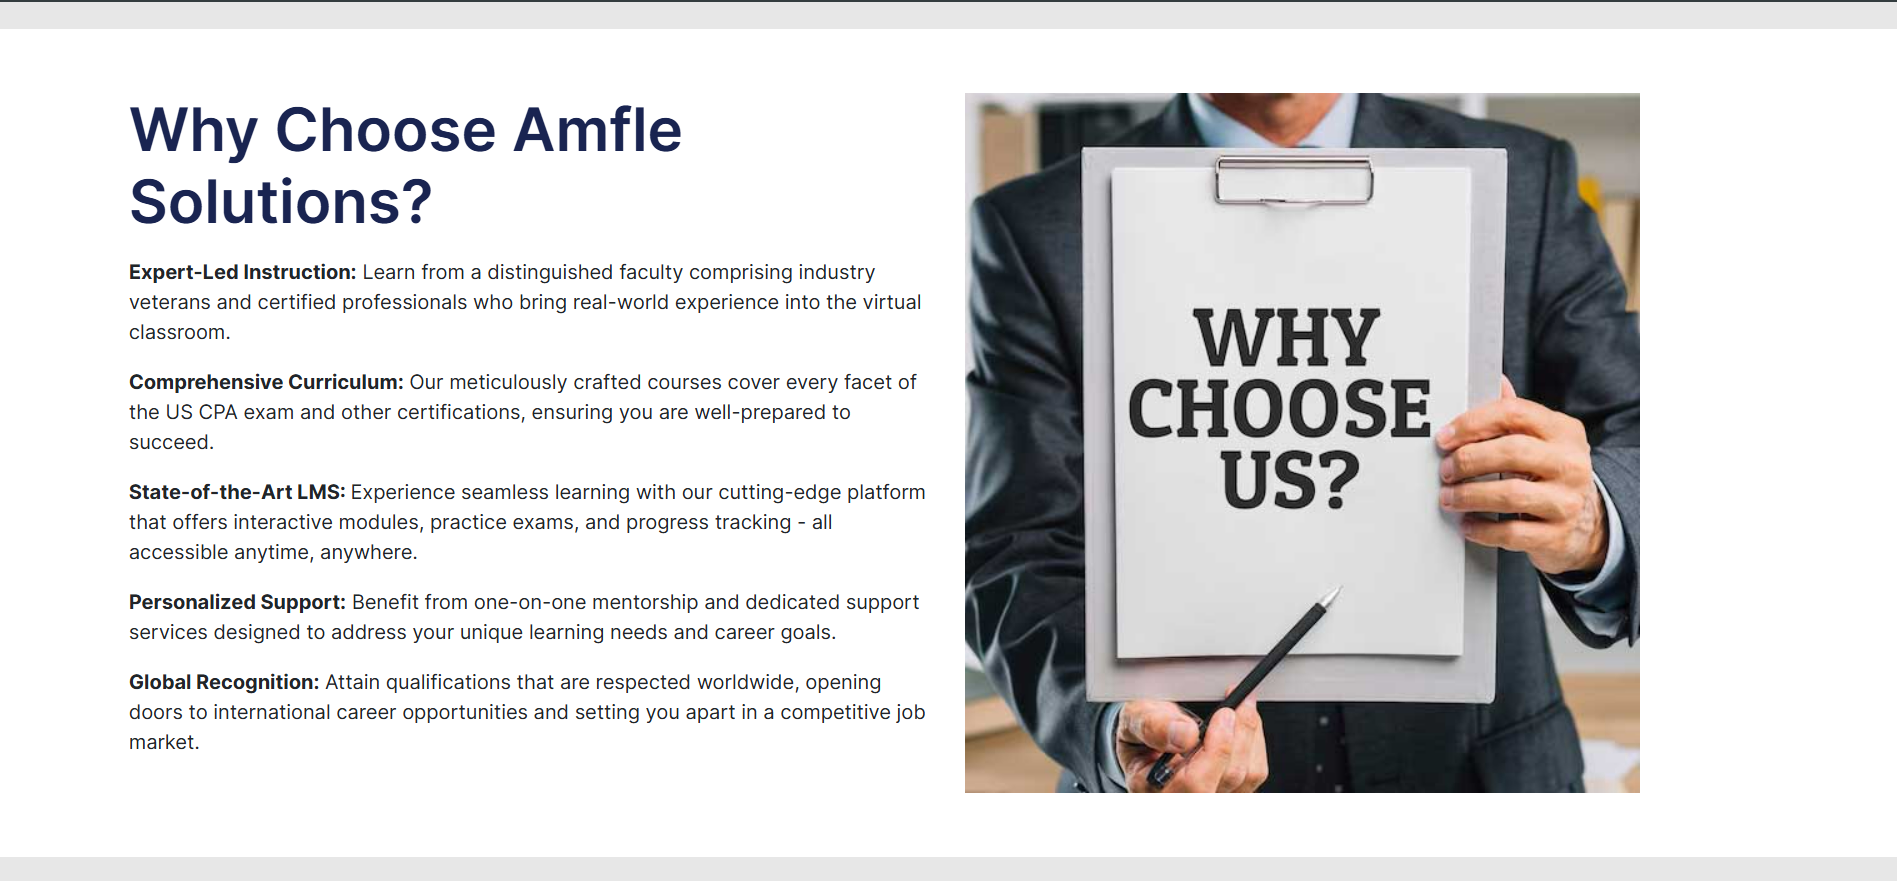 Why Choose Amfle
Solutions?
Expert-Led Instruction: Learn from a distinguished faculty comprising industry
veterans and certified professionals who bring real-world experience into the virtual
classroom.
Comprehensive Curriculum: Our meticulously crafted courses cover every facet of
the US CPA exam and other certifications, ensuring you are well-prepared to
succeed.
State-of-the-Art LMS: Experience seamless learning with our cutting-edge platform
that offers interactive modules, practice exams, and progress tracking - all
accessible anytime, anywhere.
Personalized Support: Benefit from one-on-one mentorship and dedicated support
services designed to address your unique learning needs and career goals.
Global Recognition: Attain qualifications that are respected worldwide, opening
doors to international career opportunities and setting you apart in a competitive job
market.
WHY
CHOOSE
US?